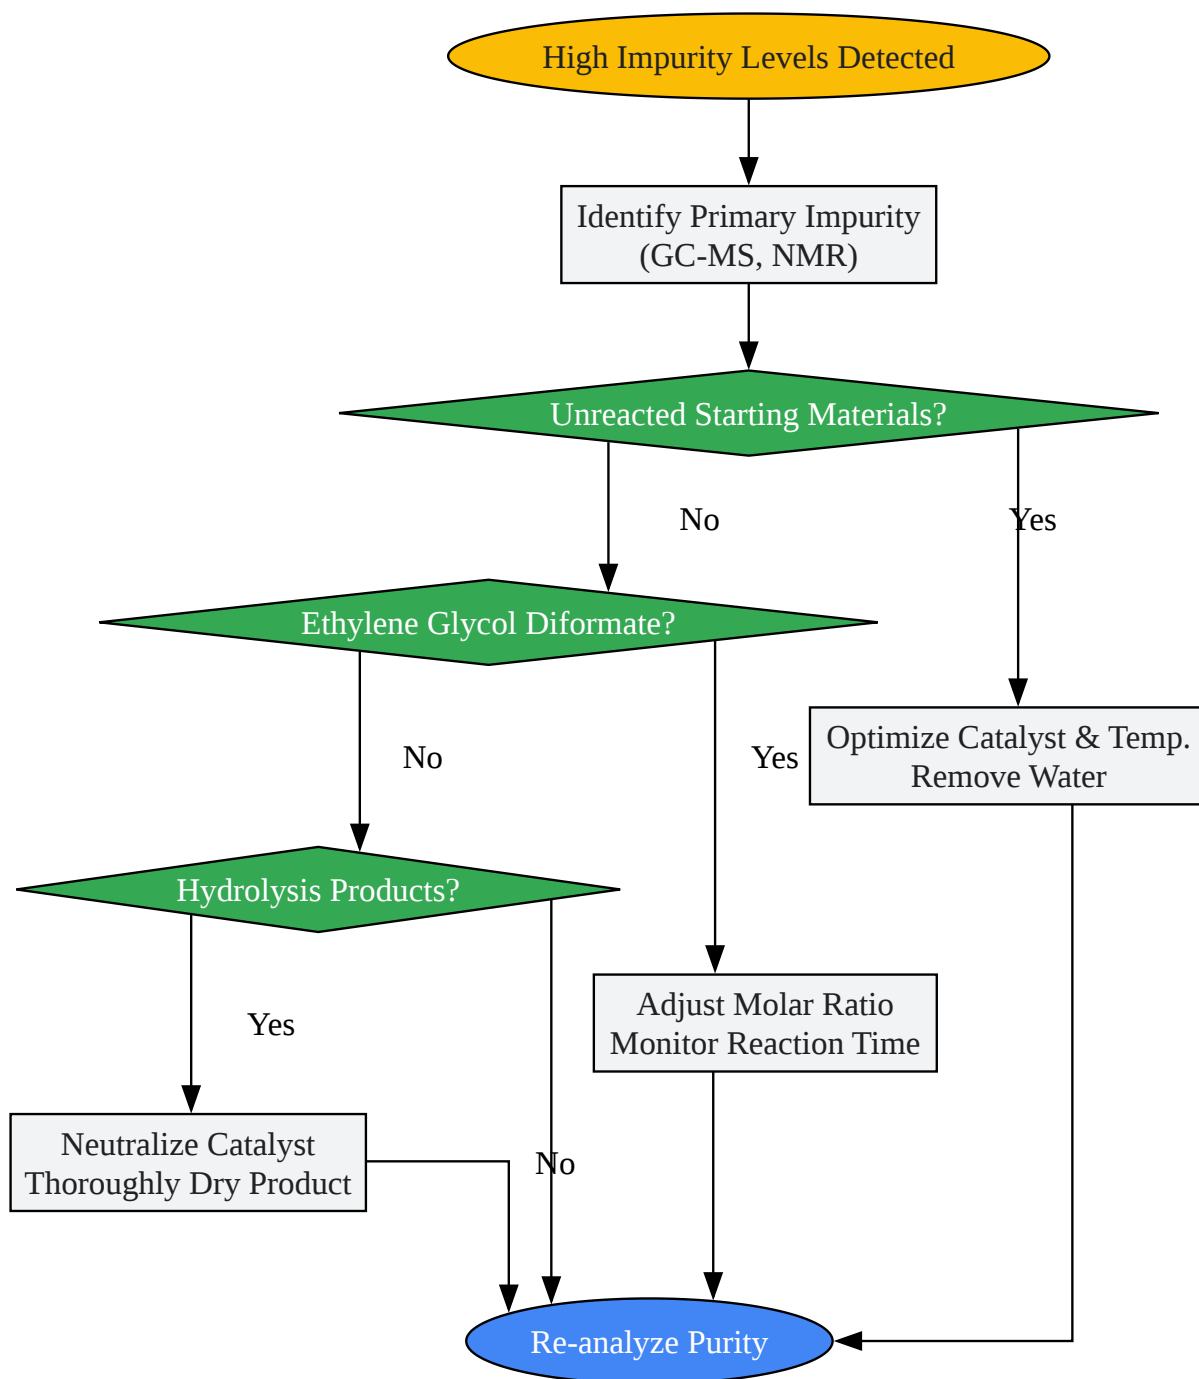 High Impurity Levels Detected
Identify Primary Impurity
(GC-MS, NMR)
Unreacted Starting Materials?
No
Yes
Ethylene Glycol Diformate?
Optimize Catalyst & Temp.
Remove Water
No
Yes
Hydrolysis Products?
Adjust Molar Ratio
Monitor Reaction Time
Yes
Neutralize Catalyst
Thoroughly Dry Product
No
Re-analyze Purity